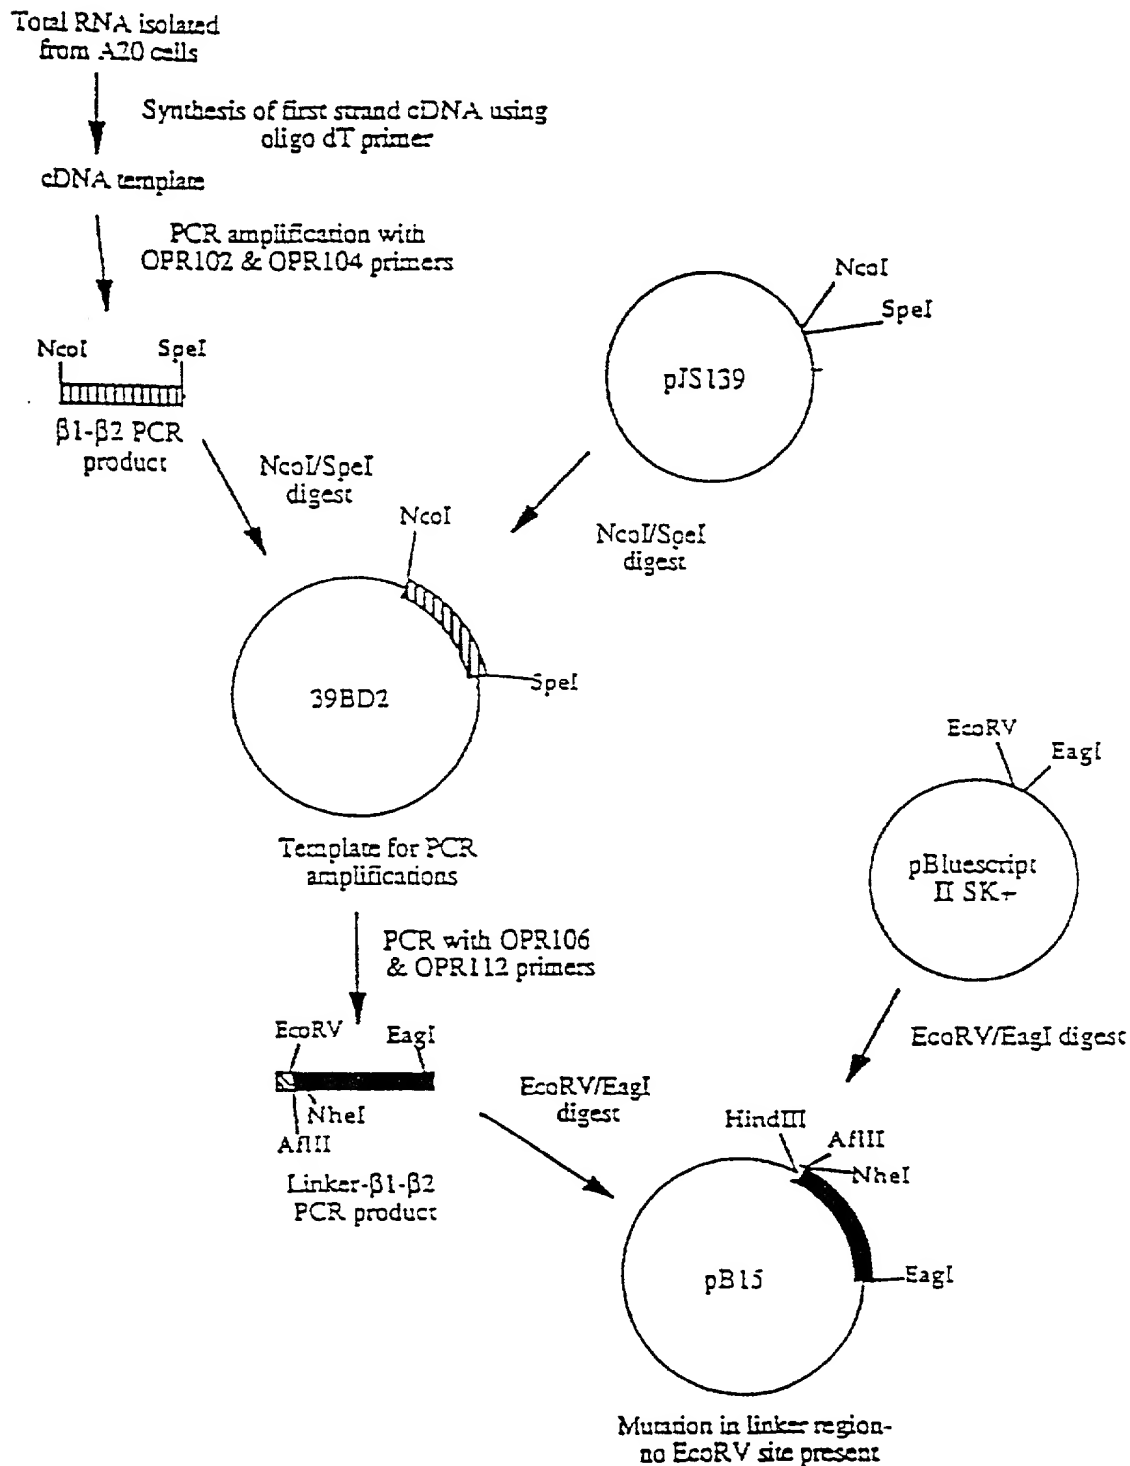 Total RNA isolated
from A20 cells
Synthesis of first strand cDNA using
oligo dT primer
cDNA template
PCR amplification with
OPR102 & OPR104 primers
NcoI
SpeI
β1-β2 PCR
product
NcoI/SpeI
digest
NcoI
SpeI
pJS139
NcoI/SpeI
digest
NcoI
SpeI
39BD2
Template for PCR
amplifications
PCR with OPR106
& OPR112 primers
EcoRV
EagI
NheI
AflII
Linker-β1-β2
PCR product
EcoRV/EagI
digest
EcoRV
EagI
pBluescript
II SK+
EcoRV/EagI digest
HindIII
AflII
NheI
EagI
pB15
Mutation in linker region-
no EcoRV site present